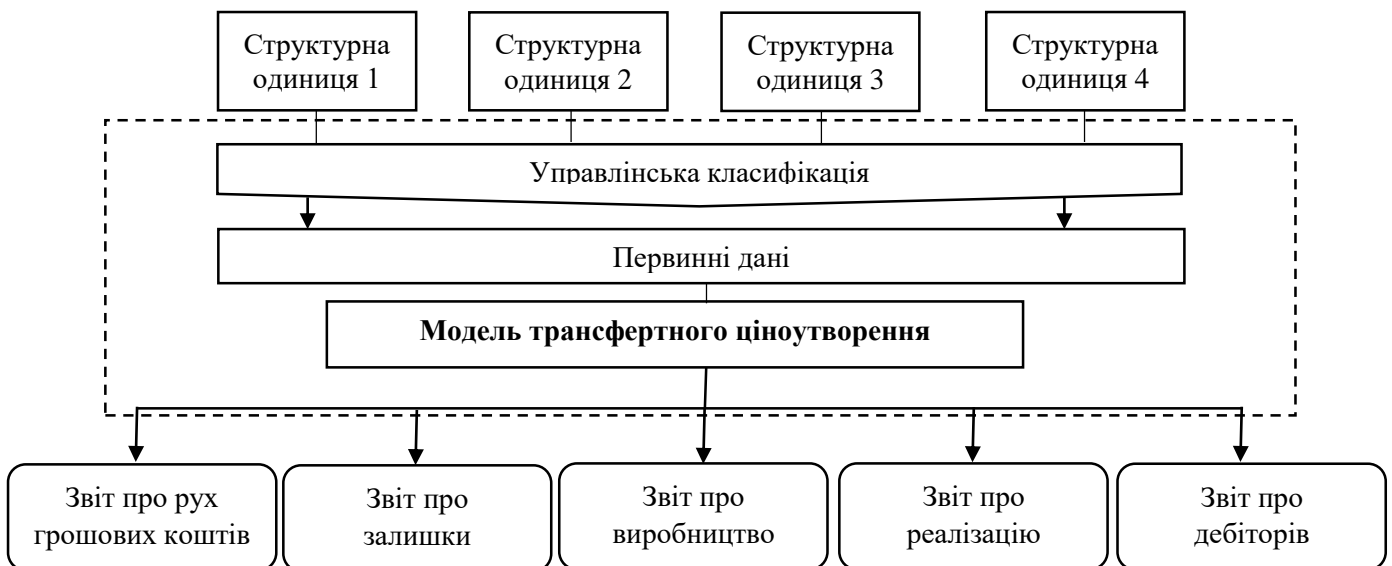 Структурна
одиниця 1
Структурна
одиниця 2
Структурна
одиниця 3
Структурна
одиниця 4
Управлінська класифікація
Первинні дані
Модель трансфертного ціноутворення
Звіт про рух
грошових коштів
Звіт про
залишки
Звіт про
виробництво
Звіт про
реалізацію
Звіт про
дебіторів